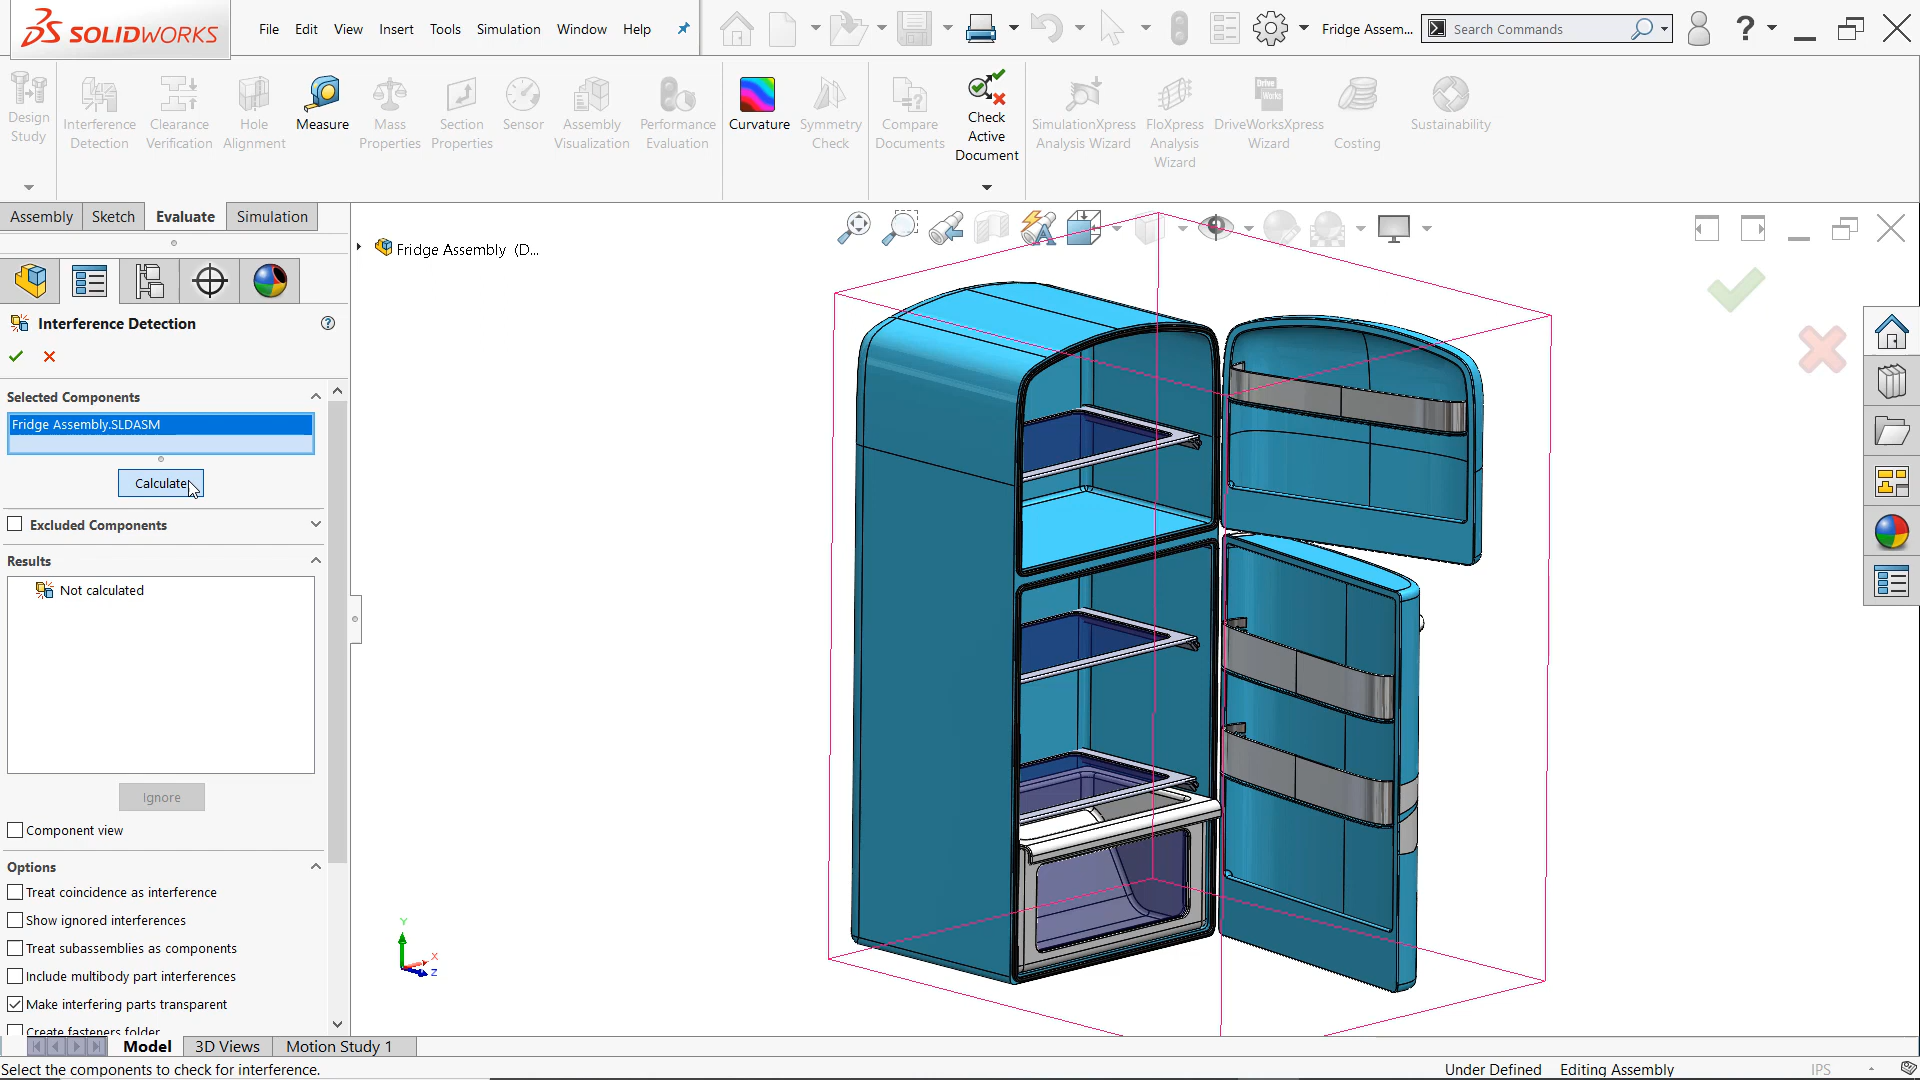 SOLIDWORKS
File Edit View Insert Tools Simulation Window Help
Fridge Assem...
Search Commands
?
Design Study
Interference Detection
Clearance Verification
Hole Alignment
Measure
Mass Properties
Section Properties
Sensor
Assembly Visualization
Performance Evaluation
Curvature
Symmetry Check
Compare Documents
Check Active Document
SimulationXpress Analysis Wizard
FloXpress Analysis Wizard
DriveWorksXpress Wizard
Costing
Sustainability
Assembly Sketch Evaluate Simulation
Fridge Assembly (D...
Interference Detection
?
Selected Components
Fridge Assembly.SLDASM
Calculate
Excluded Components
Results
Not calculated
Ignore
Component view
Options
Treat coincidence as interference
Show ignored interferences
Treat subassemblies as components
Include multibody part interferences
Make interfering parts transparent
Create fasteners folder
Y
X
Z
Model 3D Views Motion Study 1
Select the components to check for interference.
Under Defined Editing Assembly IPS